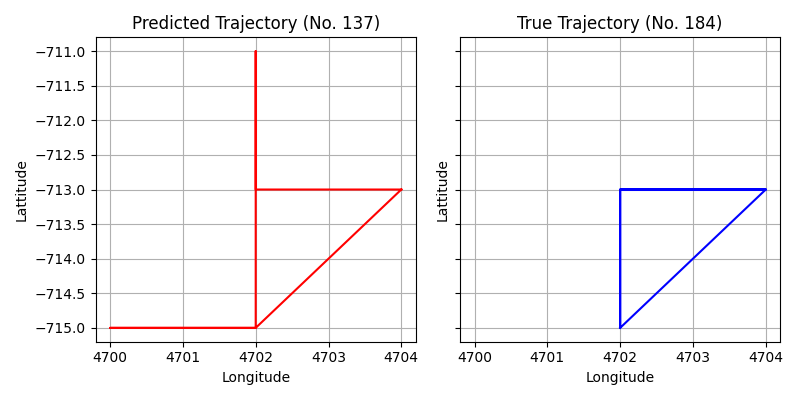 Predicted Trajectory (No. 137)
True Trajectory (No. 184)
Lattitude
−711.0
−711.5
−712.0
−712.5
−713.0
−713.5
−714.0
−714.5
−715.0
4700 4701 4702 4703 4704
Longitude
Lattitude
4700 4701 4702 4703 4704
Longitude